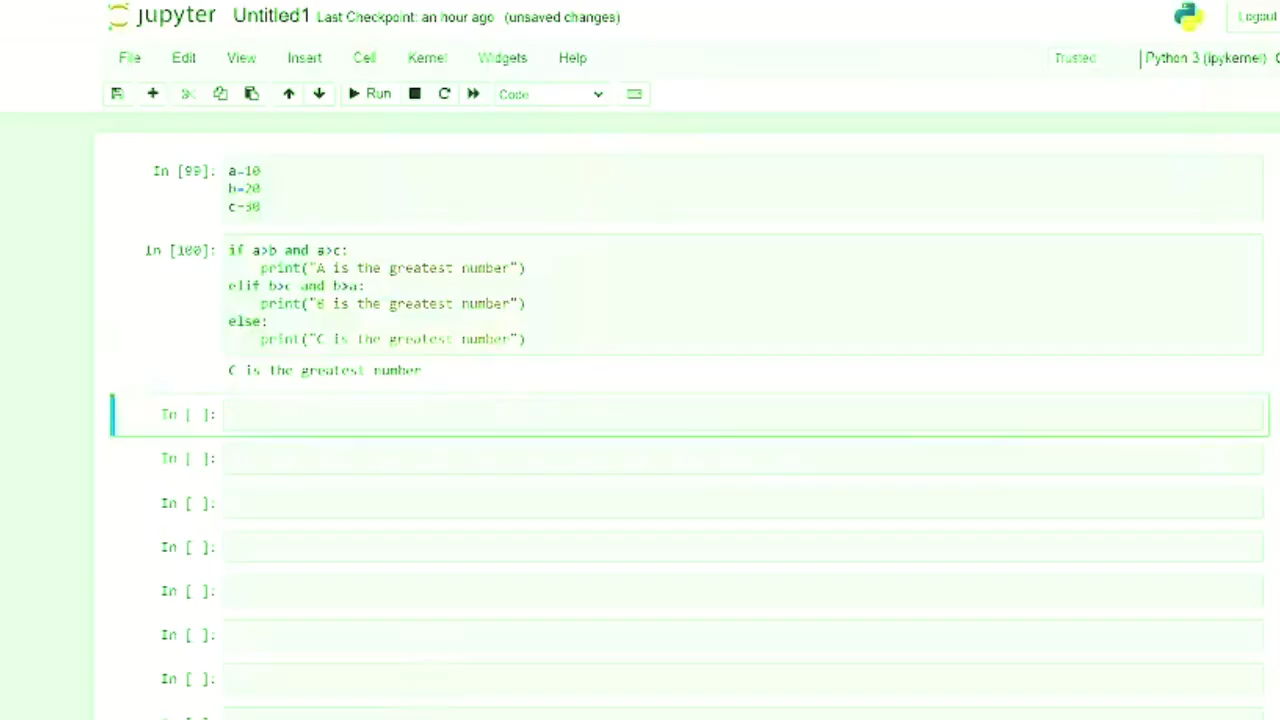 jupyter Untitled1 Last Checkpoint: an hour ago (unsaved changes) Logout
File Edit View Insert Cell Kernel Widgets Help Trusted Python 3 (ipykernel)
Run Code
In [99]: a=10
b=20
c=30
In [100]: if a>b and a>c:
print("A is the greatest number")
elif b>c and b>a:
print("B is the greatest number")
else:
print("C is the greatest number")
C is the greatest number
In [ ]:
In [ ]:
In [ ]:
In [ ]:
In [ ]:
In [ ]:
In [ ]: